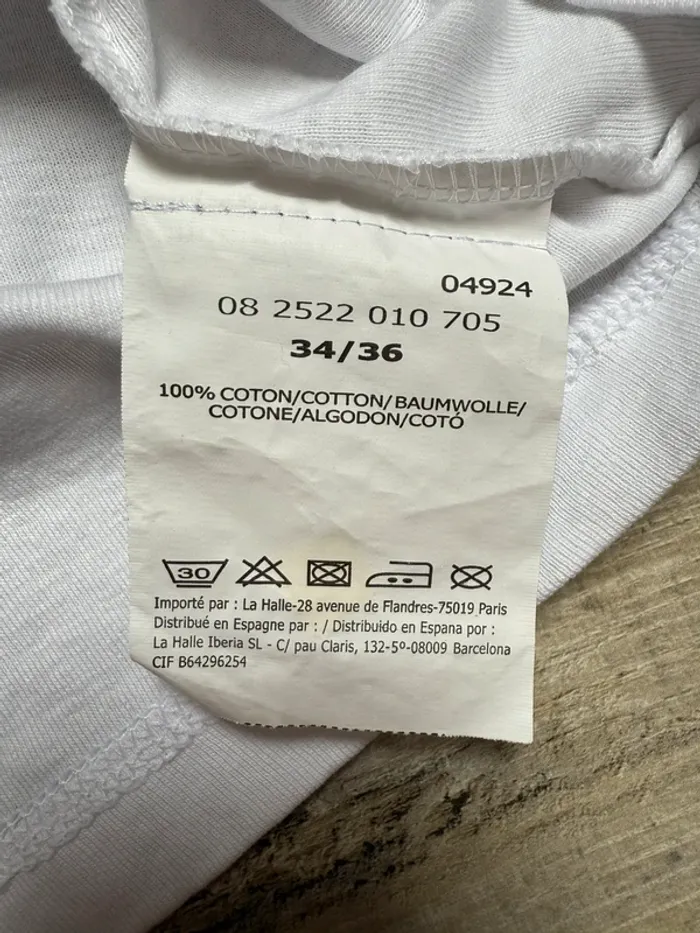 04924
08 2522 010 705
34/36
100% COTON/COTTON/BAUMWOLLE/
COTONE/ALGODON/COTÓ
30
Importé par : La Halle-28 avenue de Flandres-75019 Paris
Distribué en Espagne par : / Distribuido en Espana por :
La Halle Iberia SL - C/ pau Claris, 132-5º-08009 Barcelona
CIF B64296254